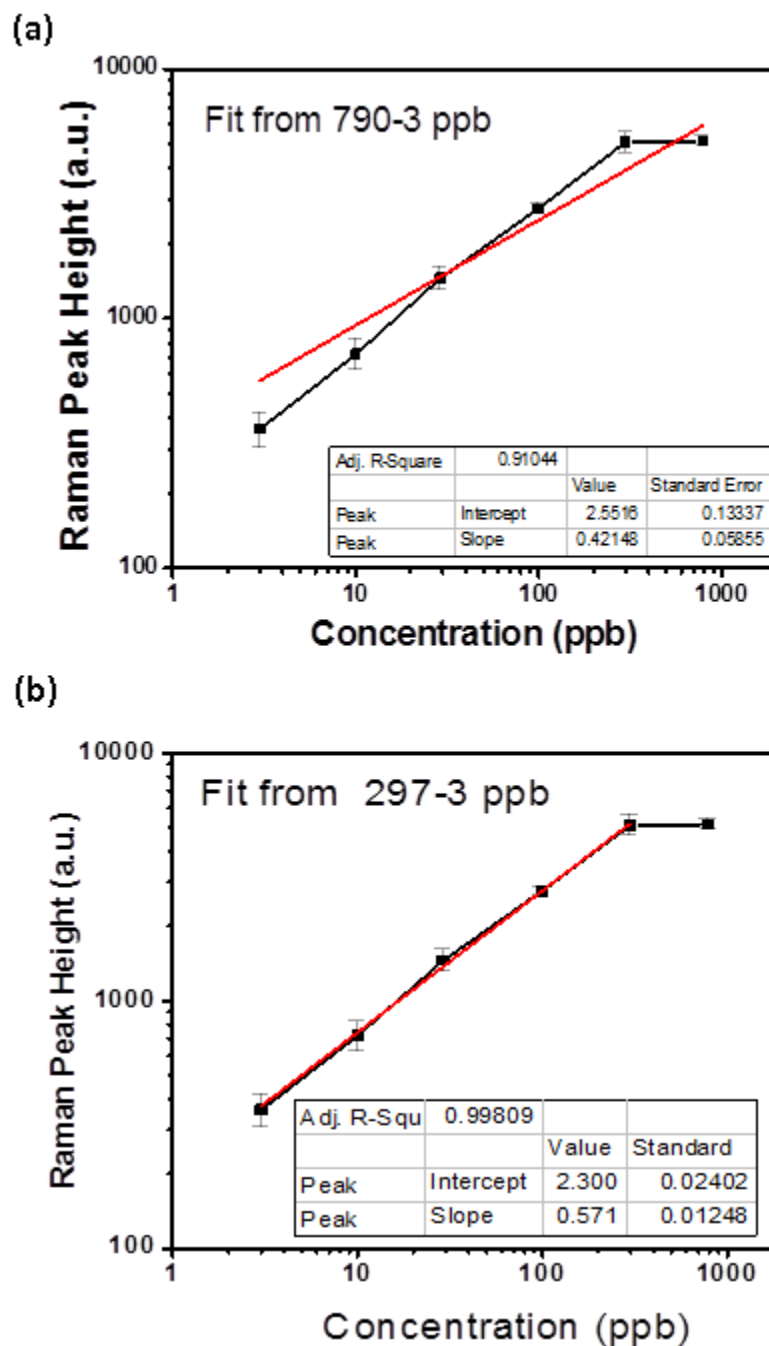 (a)
Raman Peak Height (a.u.)
10000
1000
100
Fit from 790-3 ppb
Adj. R-Square 0.91044
Value Standard Error
Peak Intercept 2.5516 0.13337
Peak Slope 0.42148 0.05855
1 10 100 1000
Concentration (ppb)
(b)
Raman Peak Height (a.u.)
10000
1000
100
Fit from 297-3 ppb
Adj. R-Squ 0.99809
Value Standard
Peak Intercept 2.300 0.02402
Peak Slope 0.571 0.01248
1 10 100 1000
Concentration (ppb)